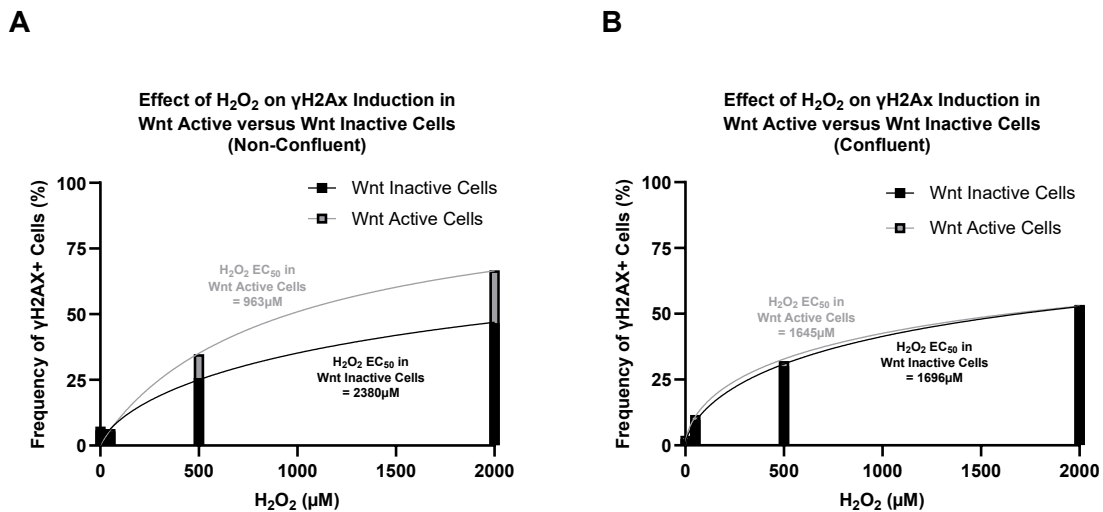 A
Effect of H₂O₂ on γH2Ax Induction in
Wnt Active versus Wnt Inactive Cells
(Non-Confluent)
Frequency of γH2AX+ Cells (%)
100
75
50
25
0
Wnt Inactive Cells
Wnt Active Cells
H₂O₂ EC₅₀ in
Wnt Active Cells
= 963µM
H₂O₂ EC₅₀ in
Wnt Inactive Cells
= 2380µM
0 500 1000 1500 2000
H₂O₂ (µM)
B
Effect of H₂O₂ on γH2Ax Induction in
Wnt Active versus Wnt Inactive Cells
(Confluent)
Frequency of γH2AX+ Cells (%)
100
75
50
25
0
Wnt Inactive Cells
Wnt Active Cells
H₂O₂ EC₅₀ in
Wnt Active Cells
= 1645µM
H₂O₂ EC₅₀ in
Wnt Inactive Cells
= 1696µM
0 500 1000 1500 2000
H₂O₂ (µM)